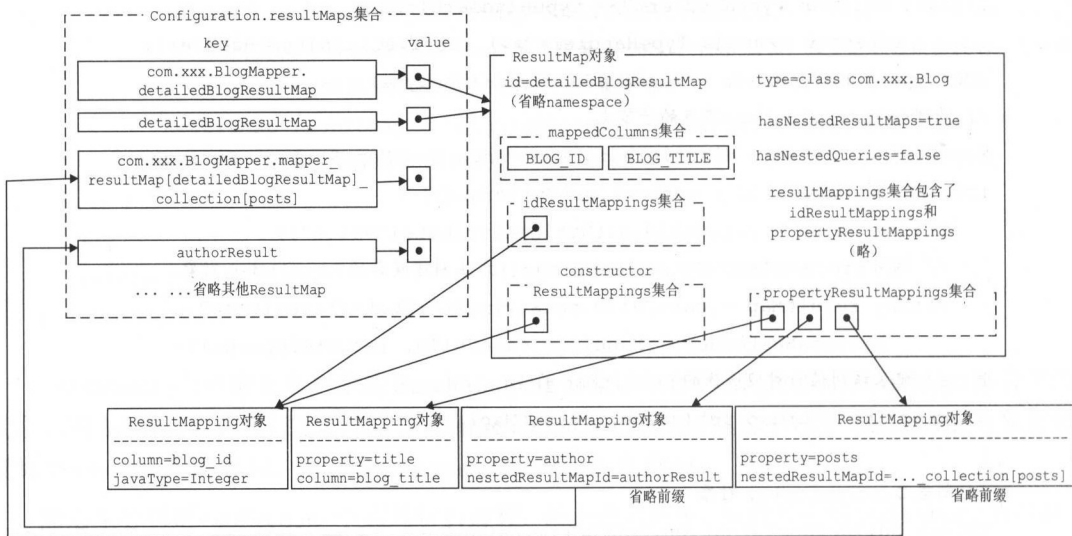 Configuration.resultMaps集合
key
value
com.xxx.BlogMapper.
detailedBlogResultMap
detailedBlogResultMap
com.xxx.BlogMapper.mapper_
resultMap[detailedBlogResultMap]_
collection[posts]
authorResult
... ...省略其他ResultMap
ResultMap对象
id=detailedBlogResultMap
(省略namespace)
type=class com.xxx.Blog
mappedColumns集合
BLOG_ID
BLOG_TITLE
hasNestedResultMaps=true
hasNestedQueries=false
idResultMappings集合
resultMappings集合包含了
idResultMappings和
propertyResultMappings
(略)
constructor
ResultMappings集合
propertyResultMappings集合
ResultMapping对象
column=blog_id
javaType=Integer
ResultMapping对象
property=title
column=blog_title
ResultMapping对象
property=author
nestedResultMapId=authorResult
省略前缀
ResultMapping对象
property=posts
nestedResultMapId=..._collection[posts]
省略前缀